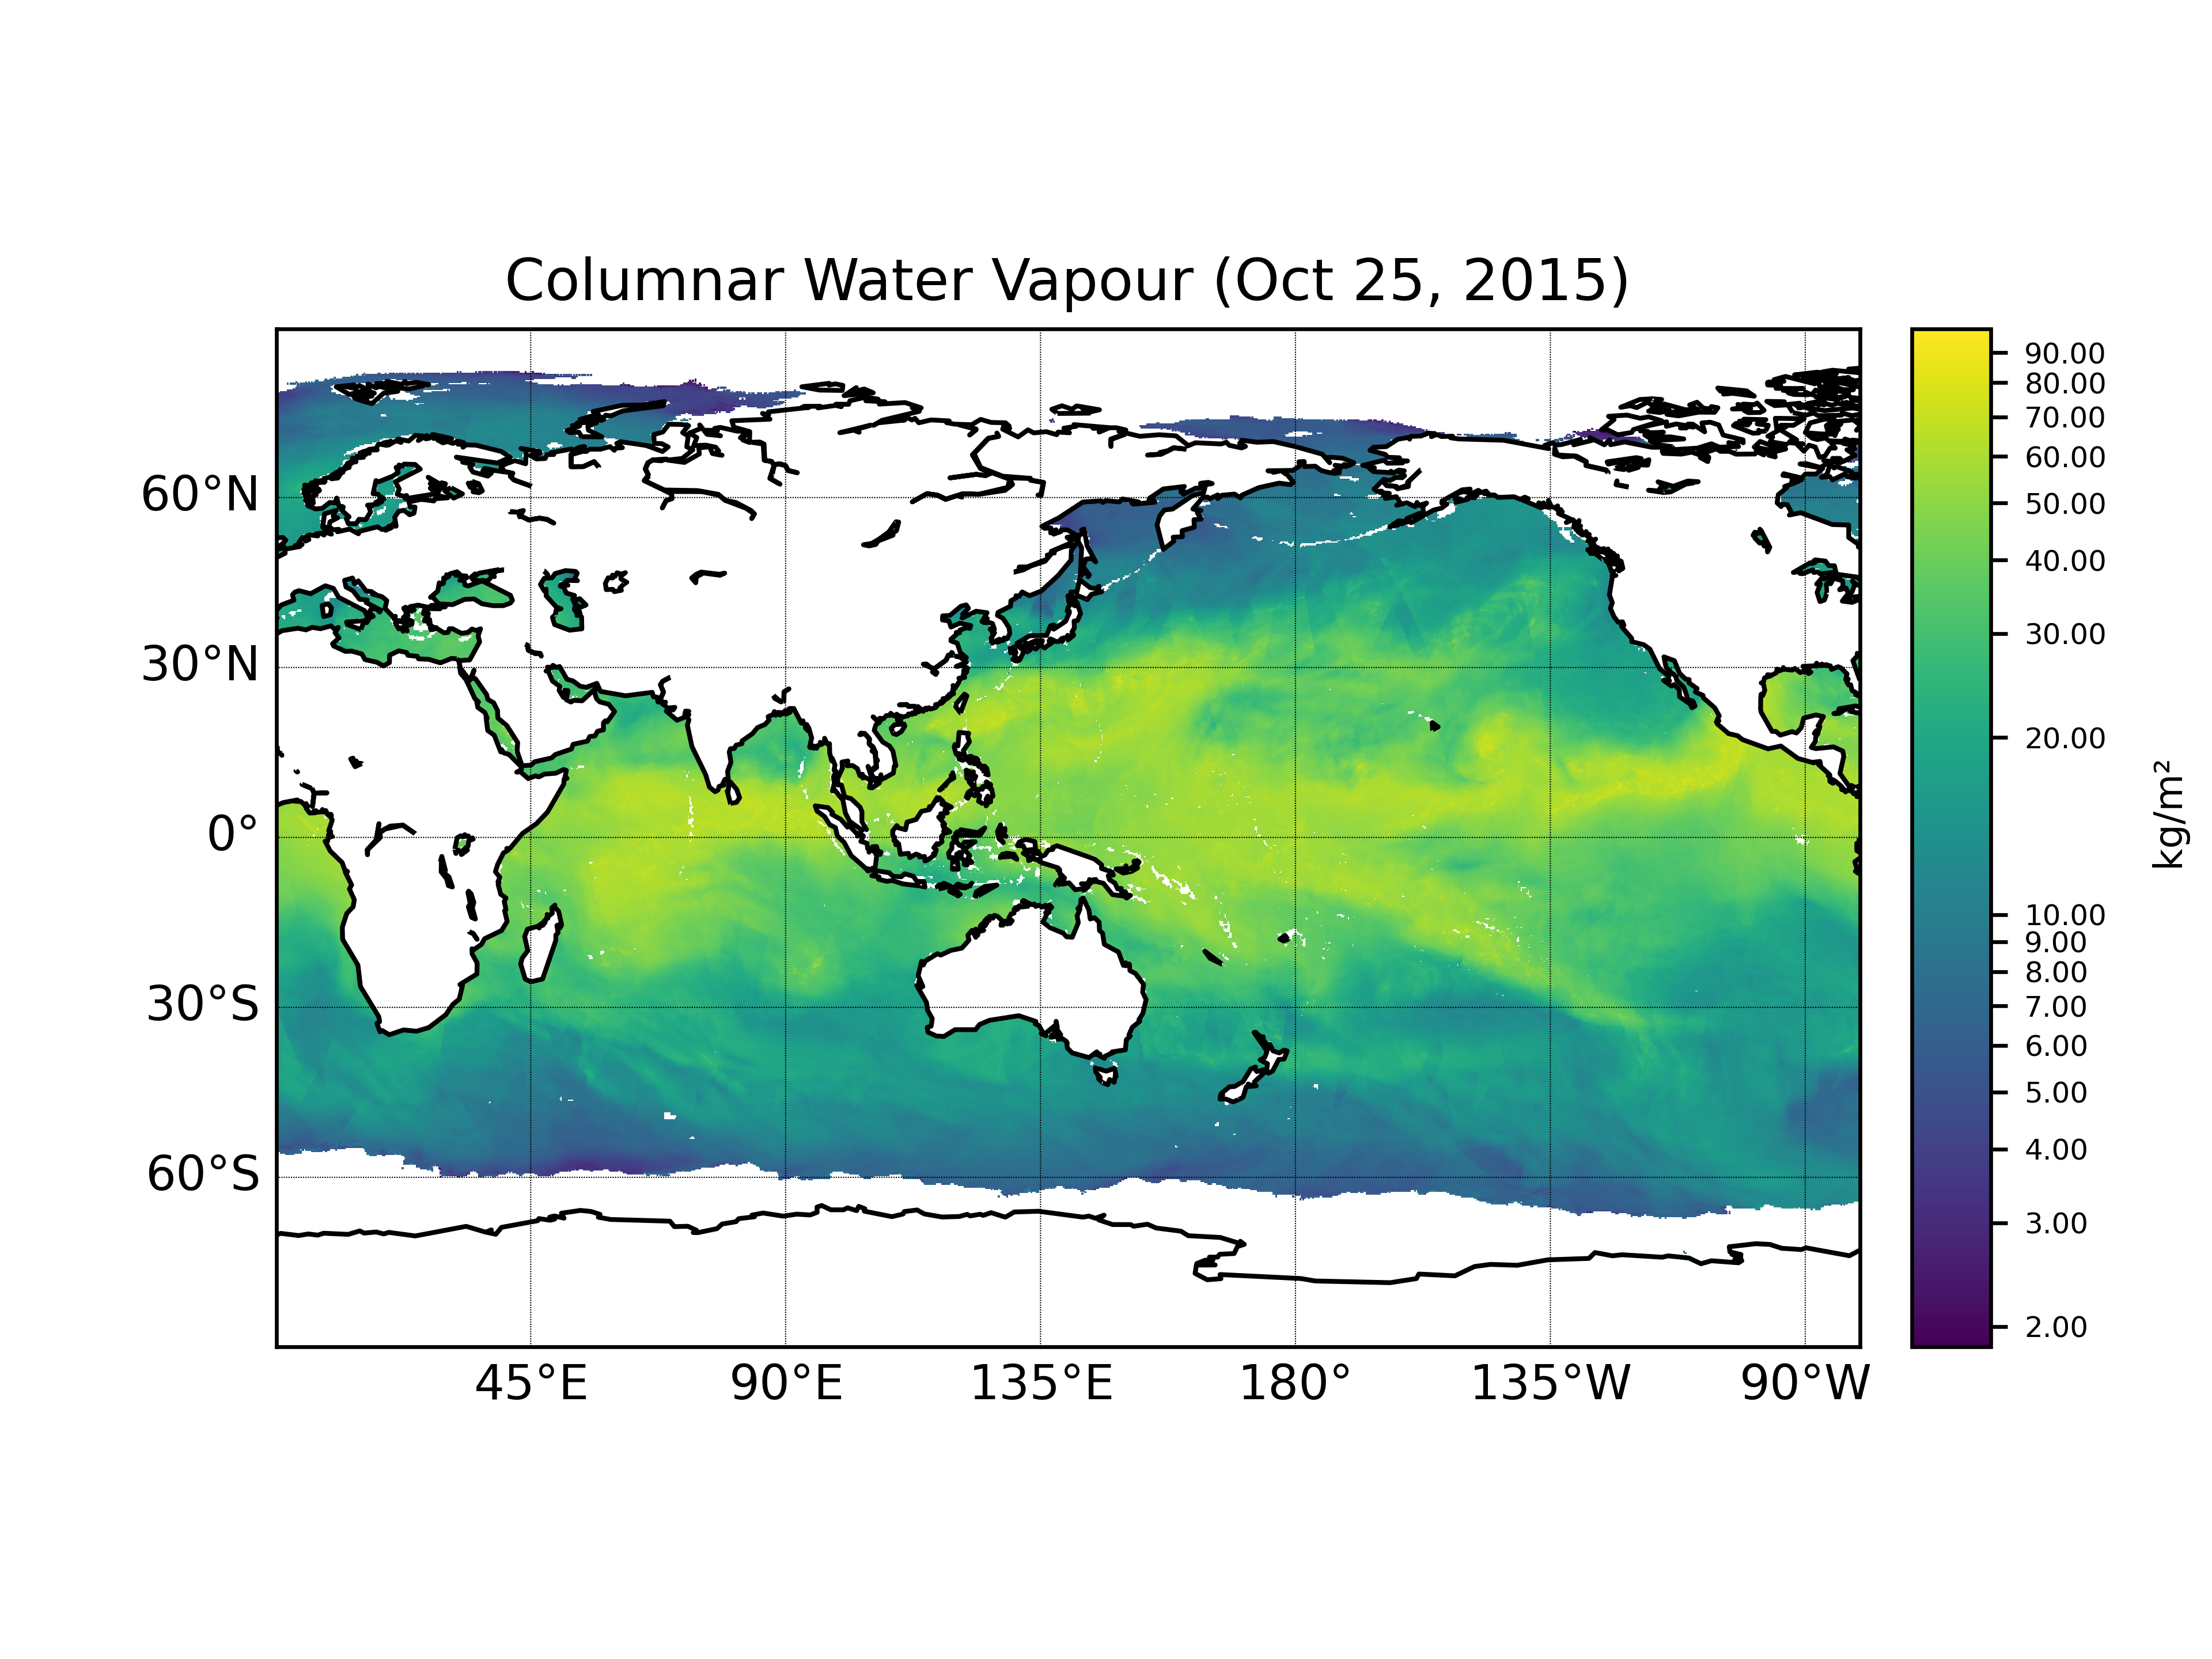 Columnar Water Vapour (Oct 25, 2015)
60°N
30°N
0°
30°S
60°S
45°E
90°E
135°E
180°
135°W
90°W
90.00
80.00
70.00
60.00
50.00
40.00
30.00
20.00
10.00
9.00
8.00
7.00
6.00
5.00
4.00
3.00
2.00
kg/m²